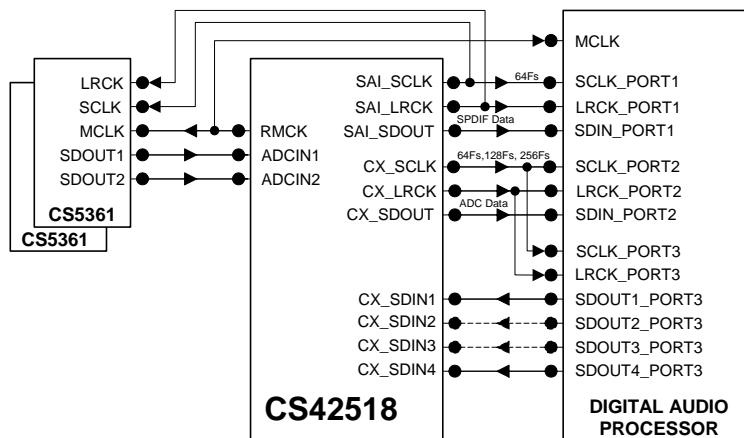 MCLK
LRCK
SCLK
MCLK
SDOUT1
SDOUT2
CS5361
CS5361
RMCK
ADCIN1
ADCIN2
SAI_SCLK
SAI_LRCK
SAI_SDOUT
CX_SCLK
CX_LRCK
CX_SDOUT
CX_SDIN1
CX_SDIN2
CX_SDIN3
CX_SDIN4
CS42518
64Fs
SPDIF Data
64Fs,128Fs, 256Fs
ADC Data
SCLK_PORT1
LRCK_PORT1
SDIN_PORT1
SCLK_PORT2
LRCK_PORT2
SDIN_PORT2
SCLK_PORT3
LRCK_PORT3
SDOUT1_PORT3
SDOUT2_PORT3
SDOUT3_PORT3
SDOUT4_PORT3
DIGITAL AUDIO
PROCESSOR